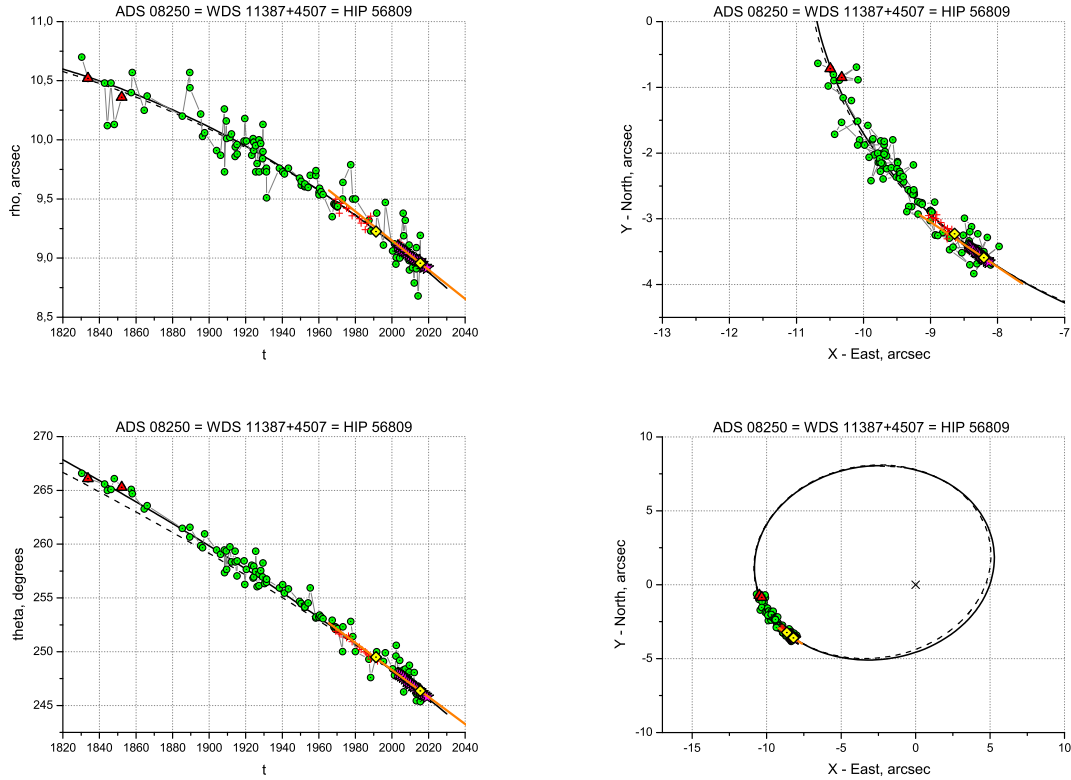 ADS 08250 = WDS 11387+4507 = HIP 56809
11,0
10,5
10,0
9,5
9,0
8,5
rho, arcsec
1820 1840 1860 1880 1900 1920 1940 1960 1980 2000 2020 2040
t
ADS 08250 = WDS 11387+4507 = HIP 56809
0
-1
-2
-3
-4
Y - North, arcsec
-13 -12 -11 -10 -9 -8 -7
X - East, arcsec
ADS 08250 = WDS 11387+4507 = HIP 56809
270
265
260
255
250
245
theta, degrees
1820 1840 1860 1880 1900 1920 1940 1960 1980 2000 2020 2040
t
ADS 08250 = WDS 11387+4507 = HIP 56809
10
5
0
-5
-10
Y - North, arcsec
-15 -10 -5 0 5 10
X - East, arcsec